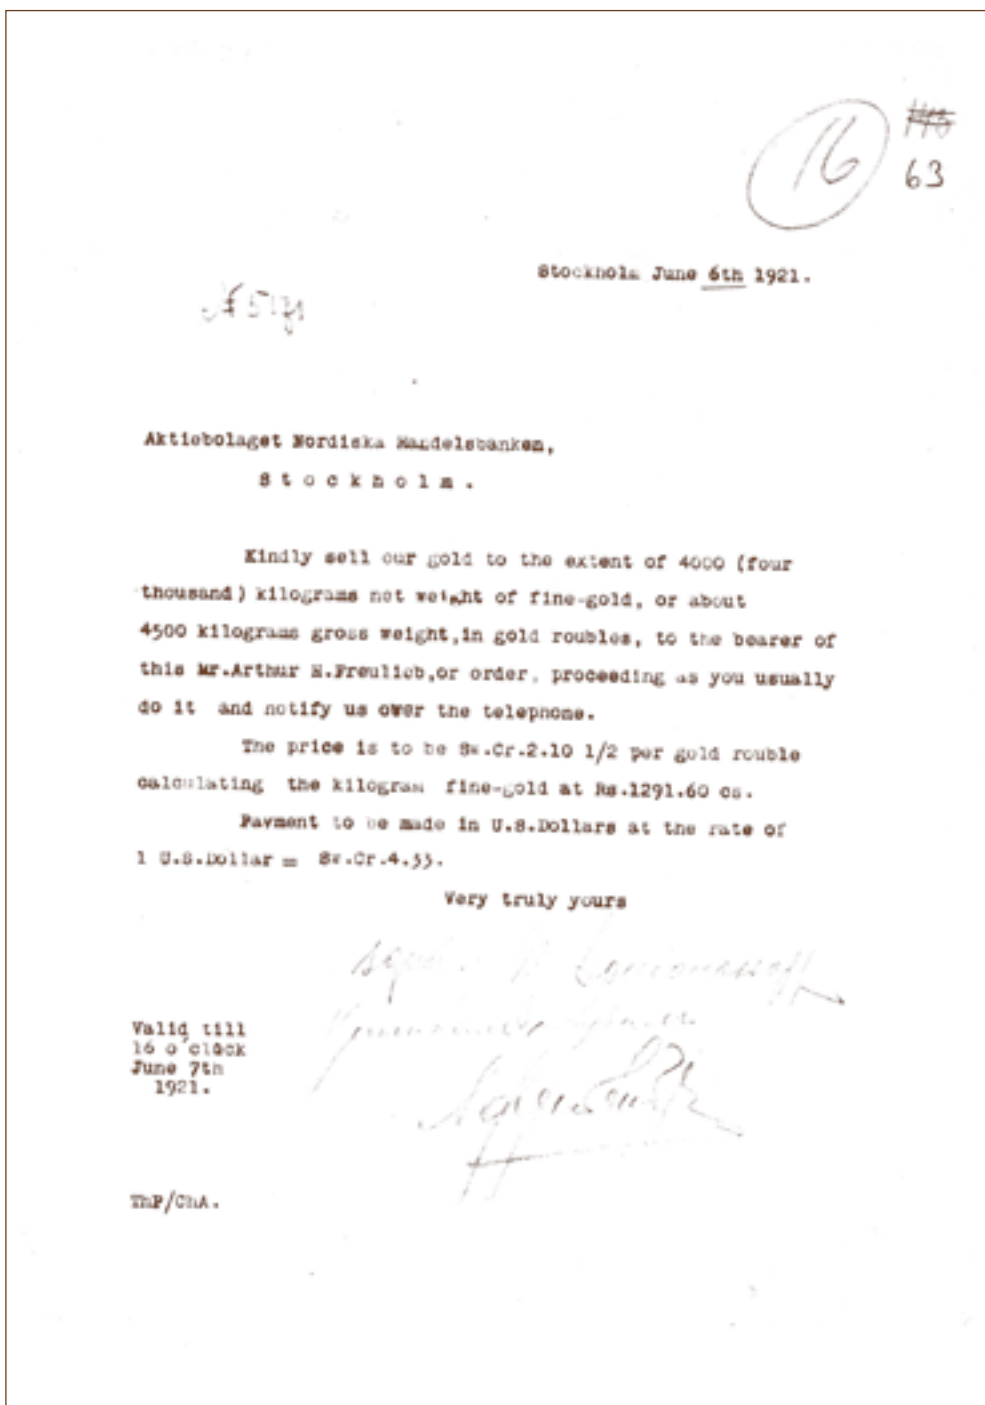 16
63
Stockholm June 6th 1921.
Aktiebolaget Nordiska Handelsbanken,
Stockholm.
Kindly sell our gold to the extent of 4000 (four
thousand) kilograms net weight of fine-gold, or about
4500 kilograms gross weight,in gold roubles, to the bearer of
this Mr.Arthur or order, proceeding as you usually
do it and notify us over the telephone.
The price is to be Sw.Cr.2.10 1/2 per gold rouble
calculating the kilogram fine-gold at Rs.1291.60 cs.
Payment to be made in U.S.Dollars at the rate of
1 U.S.Dollar = Sw.Cr.4.33.
Very truly yours
Valid till
16 o'clock
June 7th
1921.
ThP/ChA.